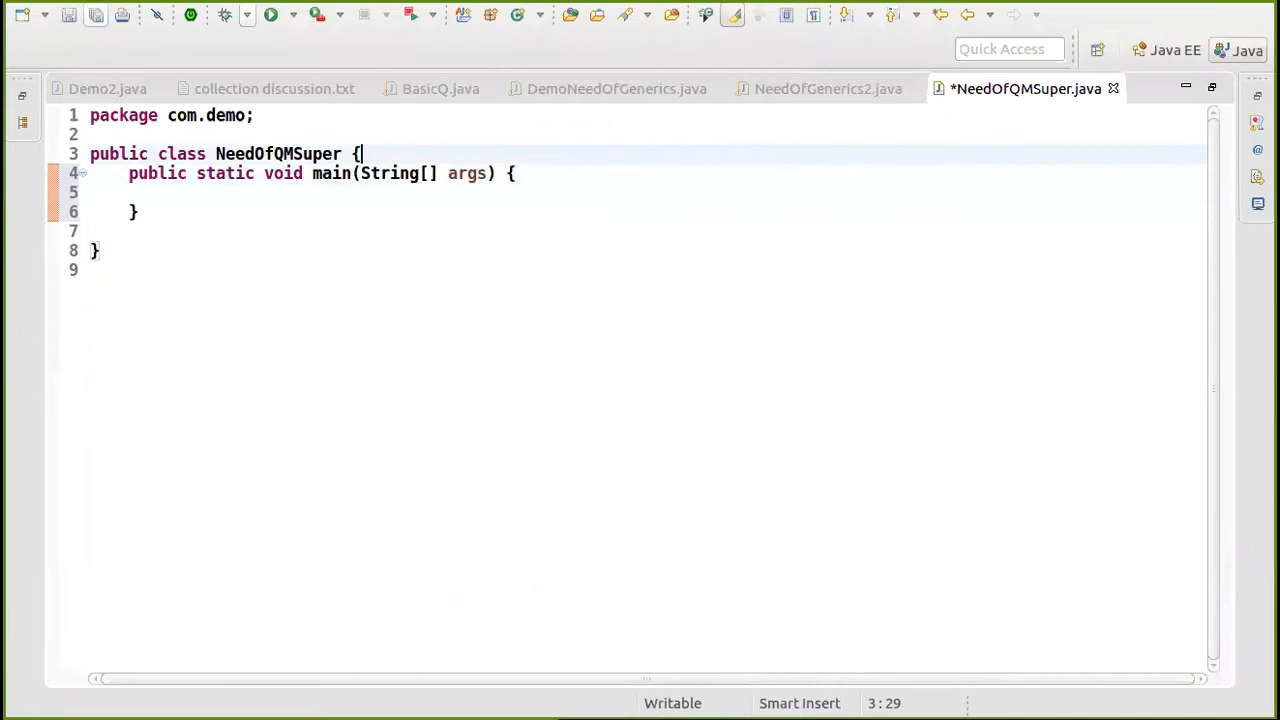 Quick Access
Java EE
Java
Demo2.java
collection discussion.txt
BasicQ.java
DemoNeedOfGenerics.java
NeedOfGenerics2.java
*NeedOfQMSuper.java
1 package com.demo;
2
3 public class NeedOfQMSuper {
4 public static void main(String[] args) {
5
6 }
7
8 }
9
Writable
Smart Insert
3 : 29